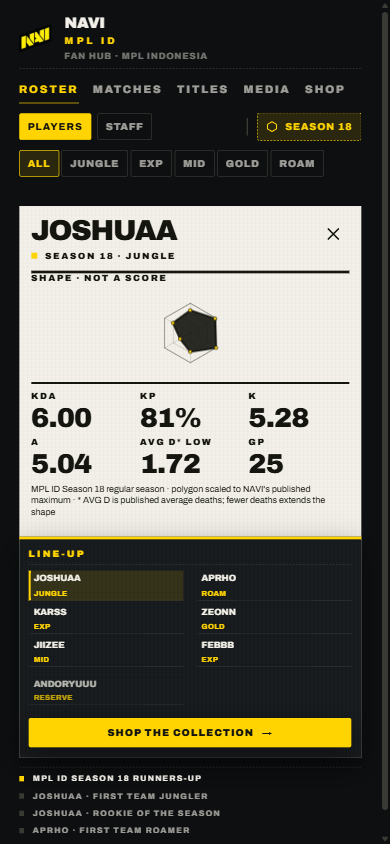 NAVI
NAVI
MPL ID
FAN HUB · MPL INDONESIA
ROSTER MATCHES TITLES MEDIA SHOP
PLAYERS STAFF SEASON 18
ALL JUNGLE EXP MID GOLD ROAM
JOSHUAA
SEASON 18 · JUNGLE
SHAPE · NOT A SCORE
KDA KP K
6.00 81% 5.28
A AVG D* LOW GP
5.04 1.72 25
MPL ID Season 18 regular season · polygon scaled to NAVI's published
maximum · * AVG D is published average deaths; fewer deaths extends the
shape
LINE-UP
JOSHUAA APRHO
JUNGLE ROAM
KARSS ZEONN
EXP GOLD
JIIZEE FEBBB
MID EXP
ANDORYUUU
RESERVE
SHOP THE COLLECTION →
MPL ID SEASON 18 RUNNERS-UP
JOSHUAA · FIRST TEAM JUNGLER
JOSHUAA · ROOKIE OF THE SEASON
APRHO · FIRST TEAM ROAMER